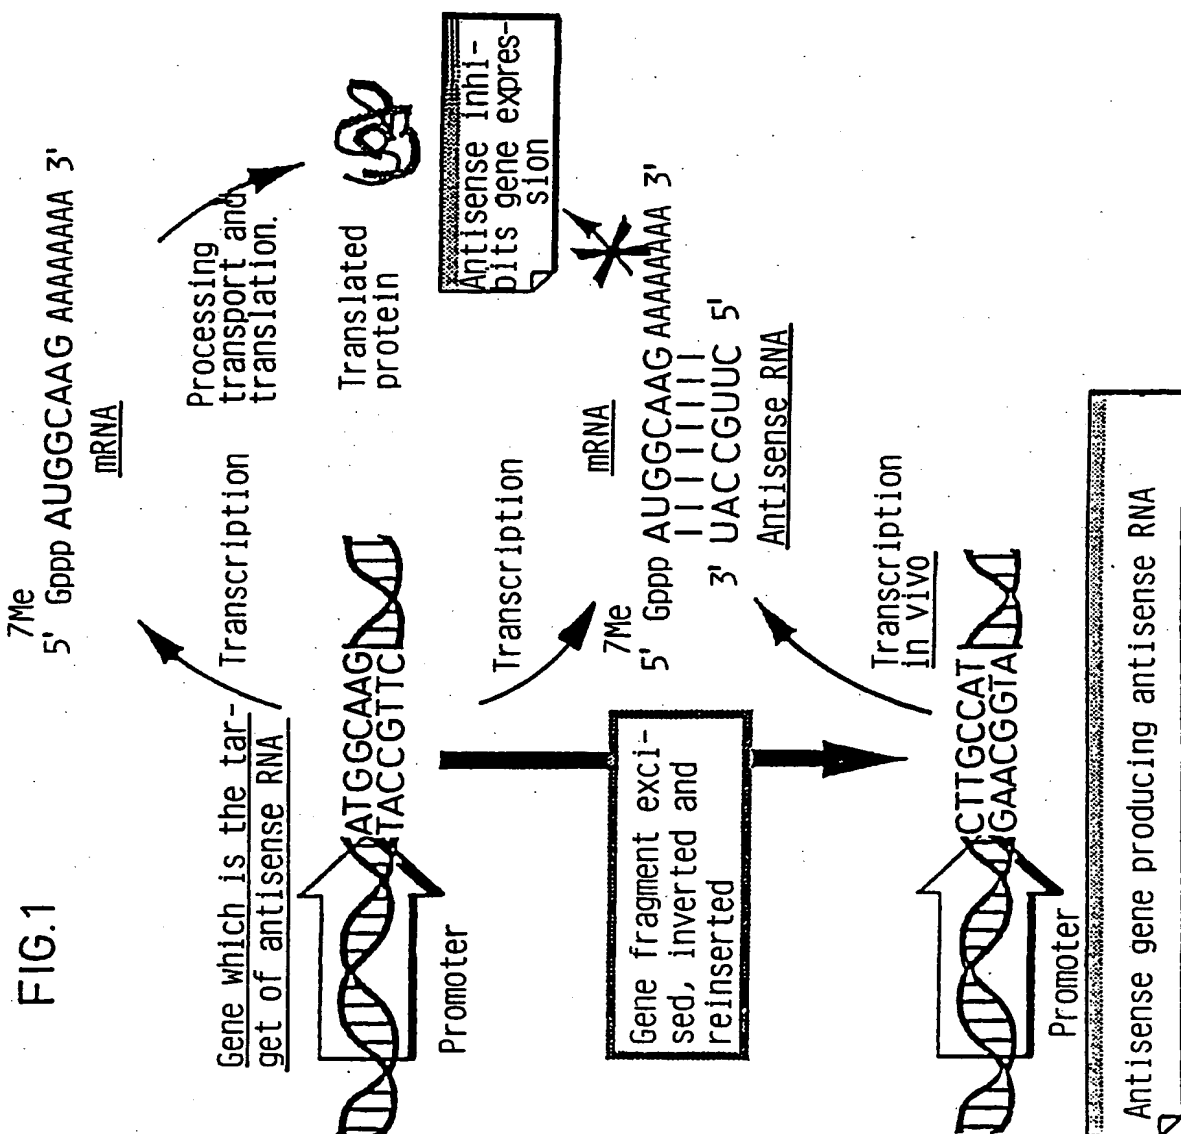 FIG.1
7Me
5' Gppp AUGGCAAG AAAAAAAA 3'
mRNA
Gene which is the tar-
get of antisense RNA
Transcription
Processing
transport and
translation.
ATGGCAAG
TACCGTTC
Promoter
Translated
protein
Transcription
Antisense inhi-
bits gene expres-
sion
mRNA
7Me
5' Gppp AUGGCAAG AAAAAAAA 3'
3' UACCGUUC 5'
Antisense RNA
Gene fragment exci-
sed, inverted and
reinserted
Transcription
in vivo
CTTGCCAT
GAACGGTA
Promoter
Antisense gene producing antisense RNA